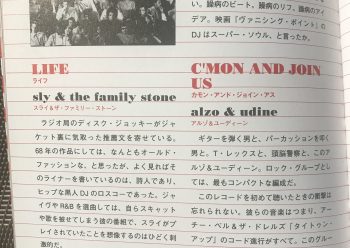 病のビート。躁病のリフ。躁病のアイ
デア。映画『ヴァニシング・ポイント』の
DJはスーパー・ソウル、と言ったか。
LIFE
ライフ
sly & the family stone
スライ＆ザ・ファミリー・ストーン
ラジオ局のディスク・ジョッキーがジャ
ケット裏に気取った推薦文を寄せている。
68年の作品にしては、なんともオールド・
ファッションな。と思ったが、よく見ればそ
のライナーを書いているのは、詩人であり、
ヒップな黒人DJのロスコーであった。ジャ
イヴやR&Bを選曲しては、自らスキャット
や歌を被せてしまう彼の番組で、スライがプ
レイされていたことを想像するのはひどく刺
激的だ。
C'MON AND JOIN
US
カモン・アンド・ジョイン・アス
alzo & udine
アルゾ＆ユーディーン
ギターを弾く男と、パーカッションを叩く
男と。T・レックスと、頭脳警察と、このア
ルゾ＆ユーディーン。ロック・グループとし
ては、最もコンパクトな編成だ。
このレコードを初めて聴いたときの衝撃は
忘れられない。彼らの音楽はつまり、アー
チー・ベル＆ザ・ドレルズ「タイトゥン・
アップ」のコード進行がすべて。このグルー